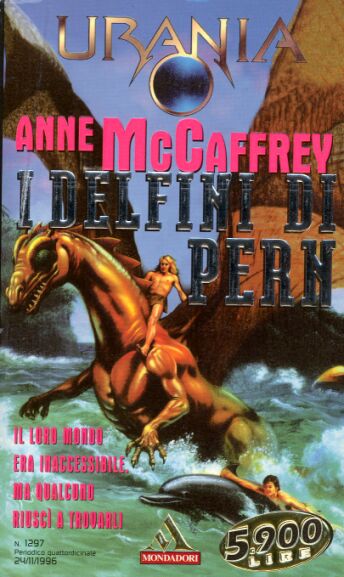 URANIA
ANNE McCAFFREY
I DELFINI DI
PERN
IL LORO MONDO
ERA INACCESSIBILE,
MA QUALCUNO
RIUSCÌ A TROVARLI
N. 1297
Periodico quattordicinale
24/11/1996
MONDADORI
5.900
LIRE